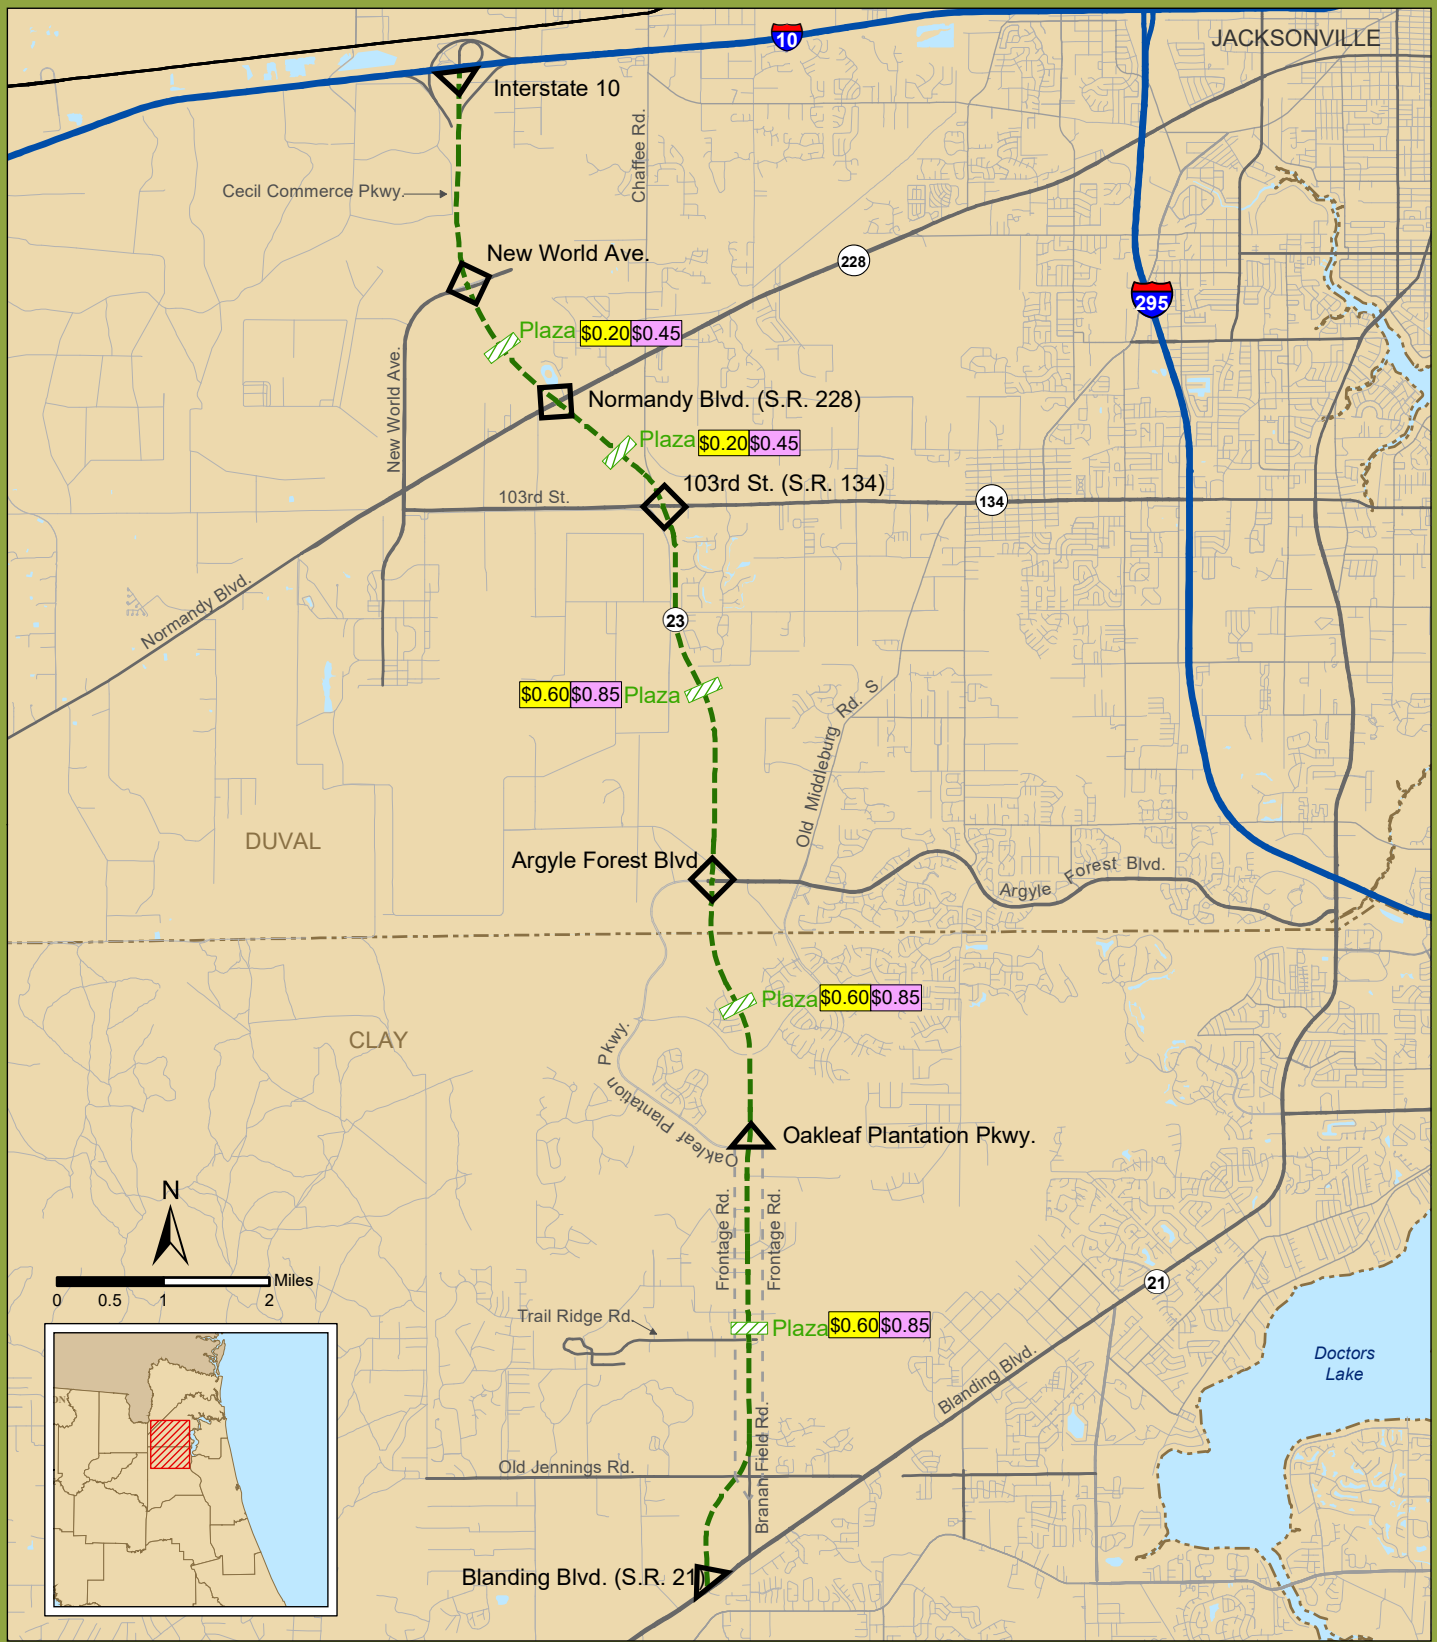 JACKSONVILLE
10
Interstate 10
Chaffee Rd.
Cecil Commerce Pkwy.
New World Ave.
228
295
Plaza $0.20 $0.45
New World Ave.
Normandy Blvd. (S.R. 228)
Plaza $0.20 $0.45
103rd St. (S.R. 134)
103rd St.
134
Normandy Blvd.
23
$0.60 $0.85 Plaza
Old Middleburg Rd. S
DUVAL
Argyle Forest Blvd
Argyle Forest Blvd.
Plaza $0.60 $0.85
CLAY
Oakleaf Plantation Pkwy.
Oakleaf Plantation Pkwy.
N
Frontage Rd.
Frontage Rd.
Miles
0 0.5 1 2
21
Trail Ridge Rd.
Plaza $0.60 $0.85
Doctors
Lake
Blanding Blvd.
Branan Field Rd.
Old Jennings Rd.
Blanding Blvd. (S.R. 21)